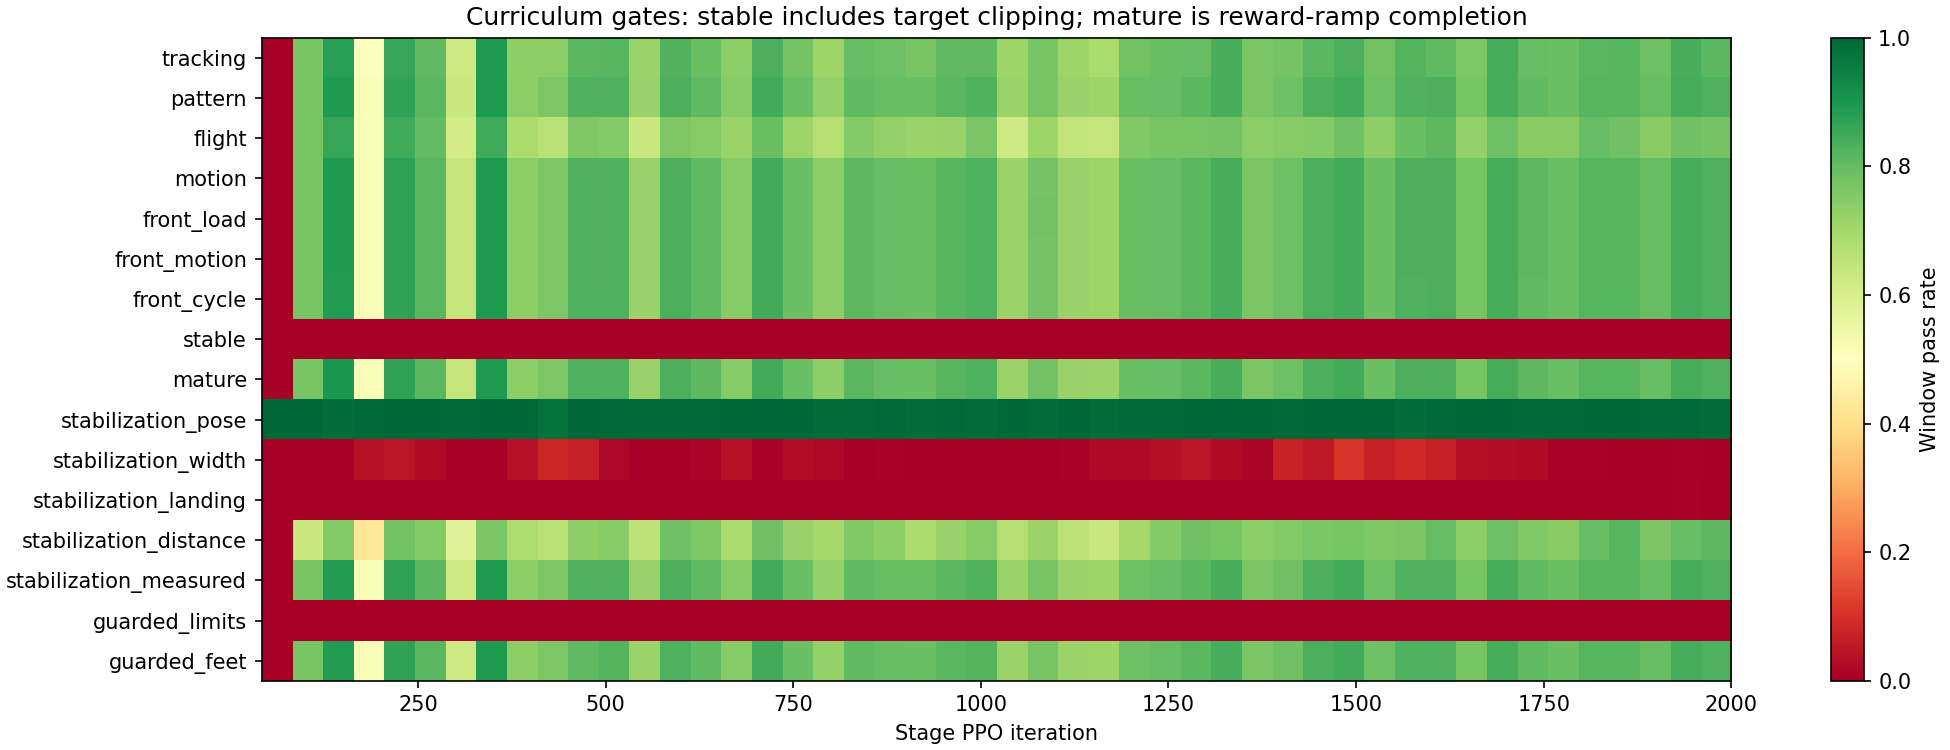 Curriculum gates: stable includes target clipping; mature is reward-ramp completion
tracking
pattern
flight
motion
front_load
front_motion
front_cycle
stable
mature
stabilization_pose
stabilization_width
stabilization_landing
stabilization_distance
stabilization_measured
guarded_limits
guarded_feet
250 500 750 1000 1250 1500 1750 2000
Stage PPO iteration
1.0
0.8
0.6
0.4
0.2
0.0
Window pass rate